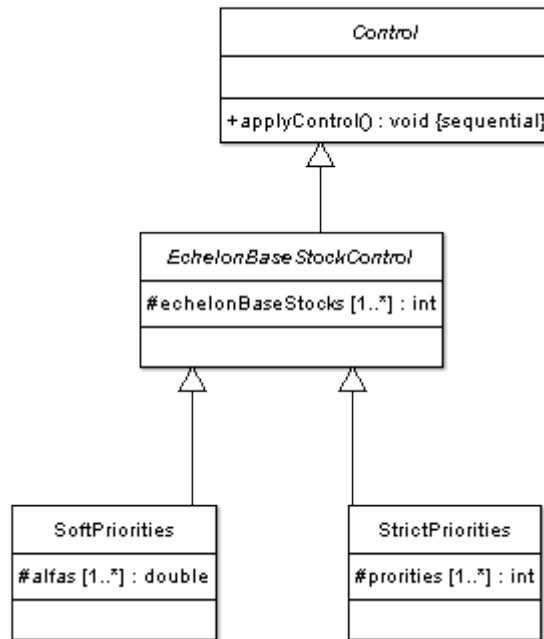 Control
+applyControl() : void {sequential}
EchelonBaseStockControl
#echelonBaseStocks [1..*] : int
SoftPriorities
#alfas [1..*] : double
StrictPriorities
#prorities [1..*] : int